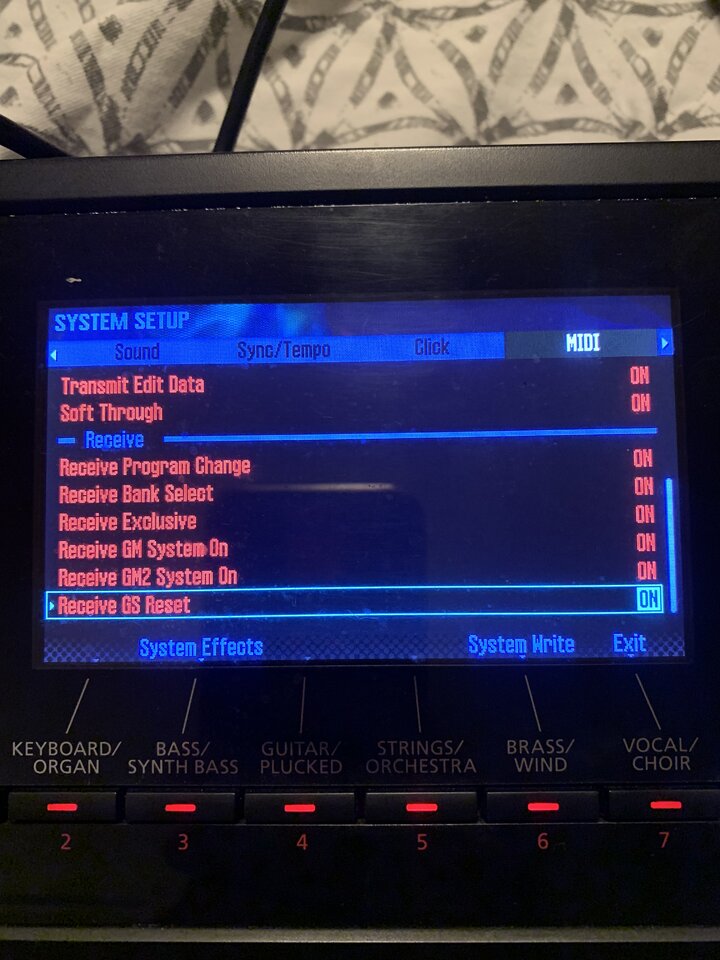 SYSTEM SETUP
Sound Sync/Tempo Click MIDI
Transmit Edit Data ON
Soft Through ON
Receive
Receive Program Change ON
Receive Bank Select ON
Receive Exclusive ON
Receive GM System On ON
Receive GM2 System On ON
Receive GS Reset ON
System Effects System Write Exit
KEYBOARD/ BASS/ GUITAR/ STRINGS/ BRASS/ VOCAL/
ORGAN SYNTH BASS PLUCKED ORCHESTRA WIND CHOIR
2 3 4 5 6 7